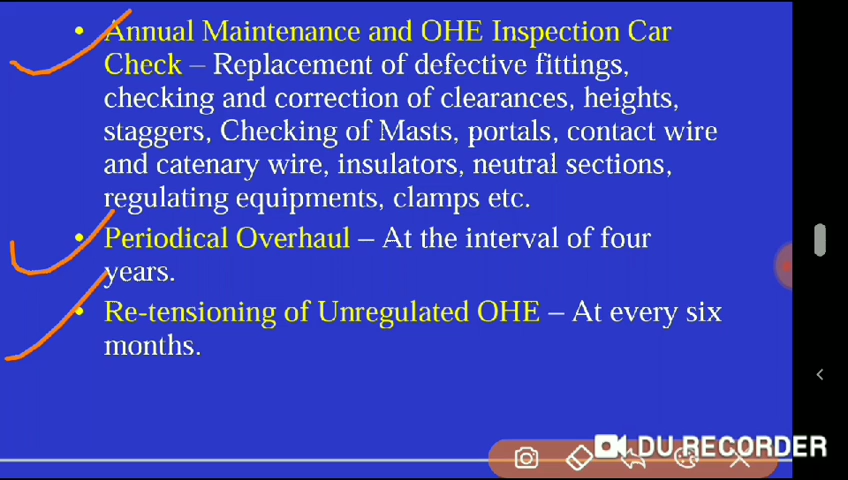 • Annual Maintenance and OHE Inspection Car
Check – Replacement of defective fittings,
checking and correction of clearances, heights,
staggers, Checking of Masts, portals, contact wire
and catenary wire, insulators, neutral sections,
regulating equipments, clamps etc.
• Periodical Overhaul – At the interval of four
years.
• Re-tensioning of Unregulated OHE – At every six
months.
DU RECORDER